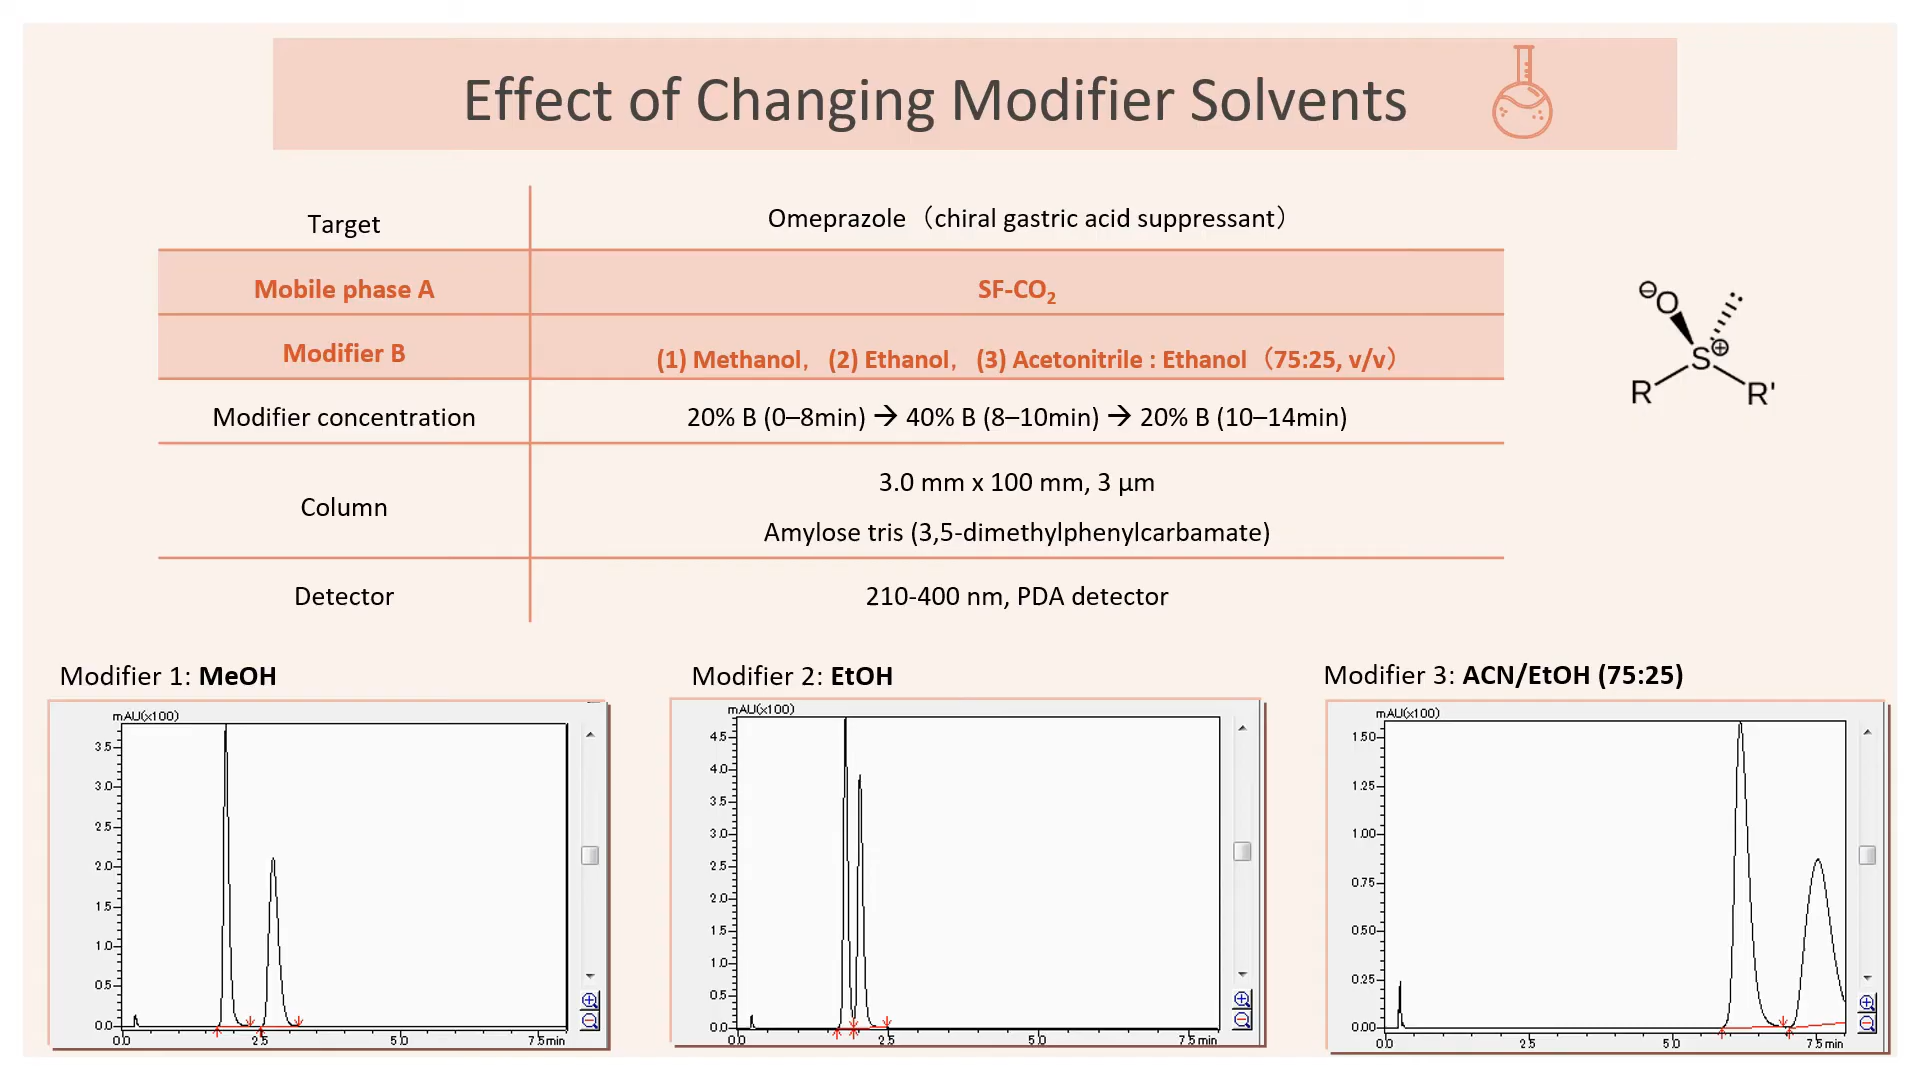 Effect of Changing Modifier Solvents
Target
Omeprazole（chiral gastric acid suppressant）
Mobile phase A
SF-CO₂
Modifier B
(1) Methanol, (2) Ethanol, (3) Acetonitrile : Ethanol（75:25, v/v）
Modifier concentration
20% B (0–8min) → 40% B (8–10min) → 20% B (10–14min)
Column
3.0 mm x 100 mm, 3 µm
Amylose tris (3,5-dimethylphenylcarbamate)
Detector
210-400 nm, PDA detector
⊖O
S⊕
R
R'
Modifier 1: MeOH
mAU(x100)
3.5
3.0
2.5
2.0
1.5
1.0
0.5
0.0
0.0 2.5 5.0 7.5 min
Modifier 2: EtOH
mAU(x100)
4.5
4.0
3.5
3.0
2.5
2.0
1.5
1.0
0.5
0.0
0.0 2.5 5.0 7.5 min
Modifier 3: ACN/EtOH (75:25)
mAU(x100)
1.50
1.25
1.00
0.75
0.50
0.25
0.00
0.0 2.5 5.0 7.5 min